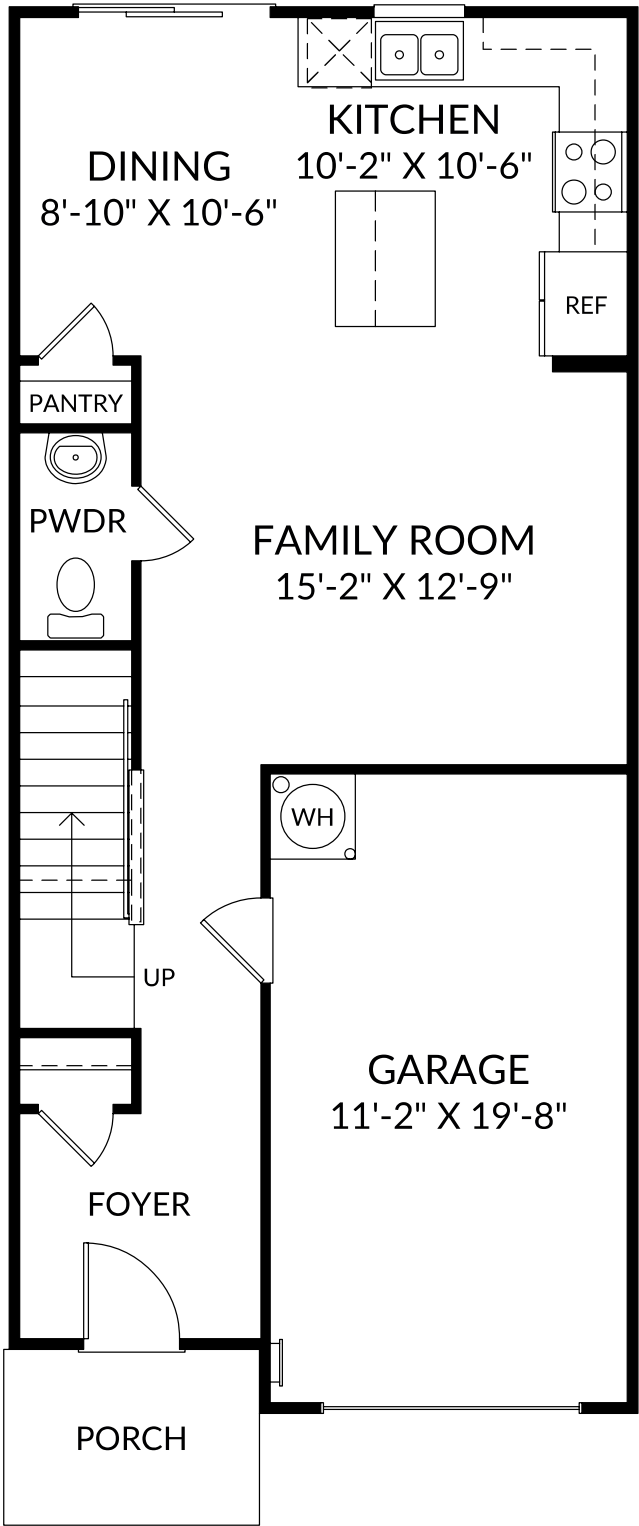 KITCHEN
10'-2" X 10'-6"
DINING
8'-10" X 10'-6"
REF
PANTRY
PWDR
FAMILY ROOM
15'-2" X 12'-9"
WH
UP
GARAGE
11'-2" X 19'-8"
FOYER
PORCH